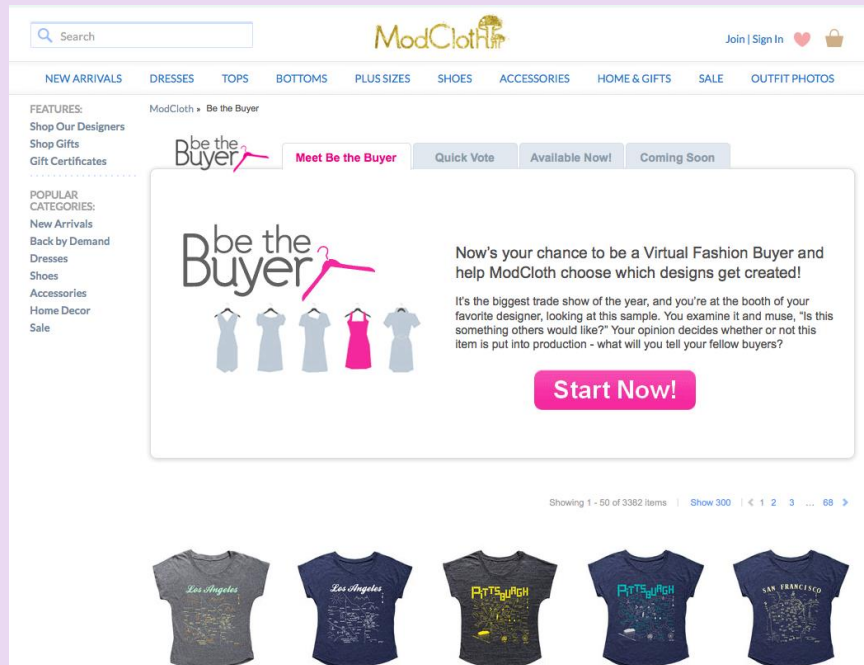 Search
ModCloth
Join | Sign In
NEW ARRIVALS DRESSES TOPS BOTTOMS PLUS SIZES SHOES ACCESSORIES HOME & GIFTS SALE OUTFIT PHOTOS
FEATURES:
Shop Our Designers
Shop Gifts
Gift Certificates
POPULAR
CATEGORIES:
New Arrivals
Back by Demand
Dresses
Shoes
Accessories
Home Decor
Sale
ModCloth » Be the Buyer
be the
Buyer
Meet Be the Buyer Quick Vote Available Now! Coming Soon
be the
Buyer
Now's your chance to be a Virtual Fashion Buyer and
help ModCloth choose which designs get created!
It's the biggest trade show of the year, and you're at the booth of your
favorite designer, looking at this sample. You examine it and muse, "Is this
something others would like?" Your opinion decides whether or not this
item is put into production - what will you tell your fellow buyers?
Start Now!
Showing 1 - 50 of 3382 items | Show 300 | < 1 2 3 ... 68 >
Los Angeles
Los Angeles
PITTSBURGH
PITTSBURGH
SAN FRANCISCO